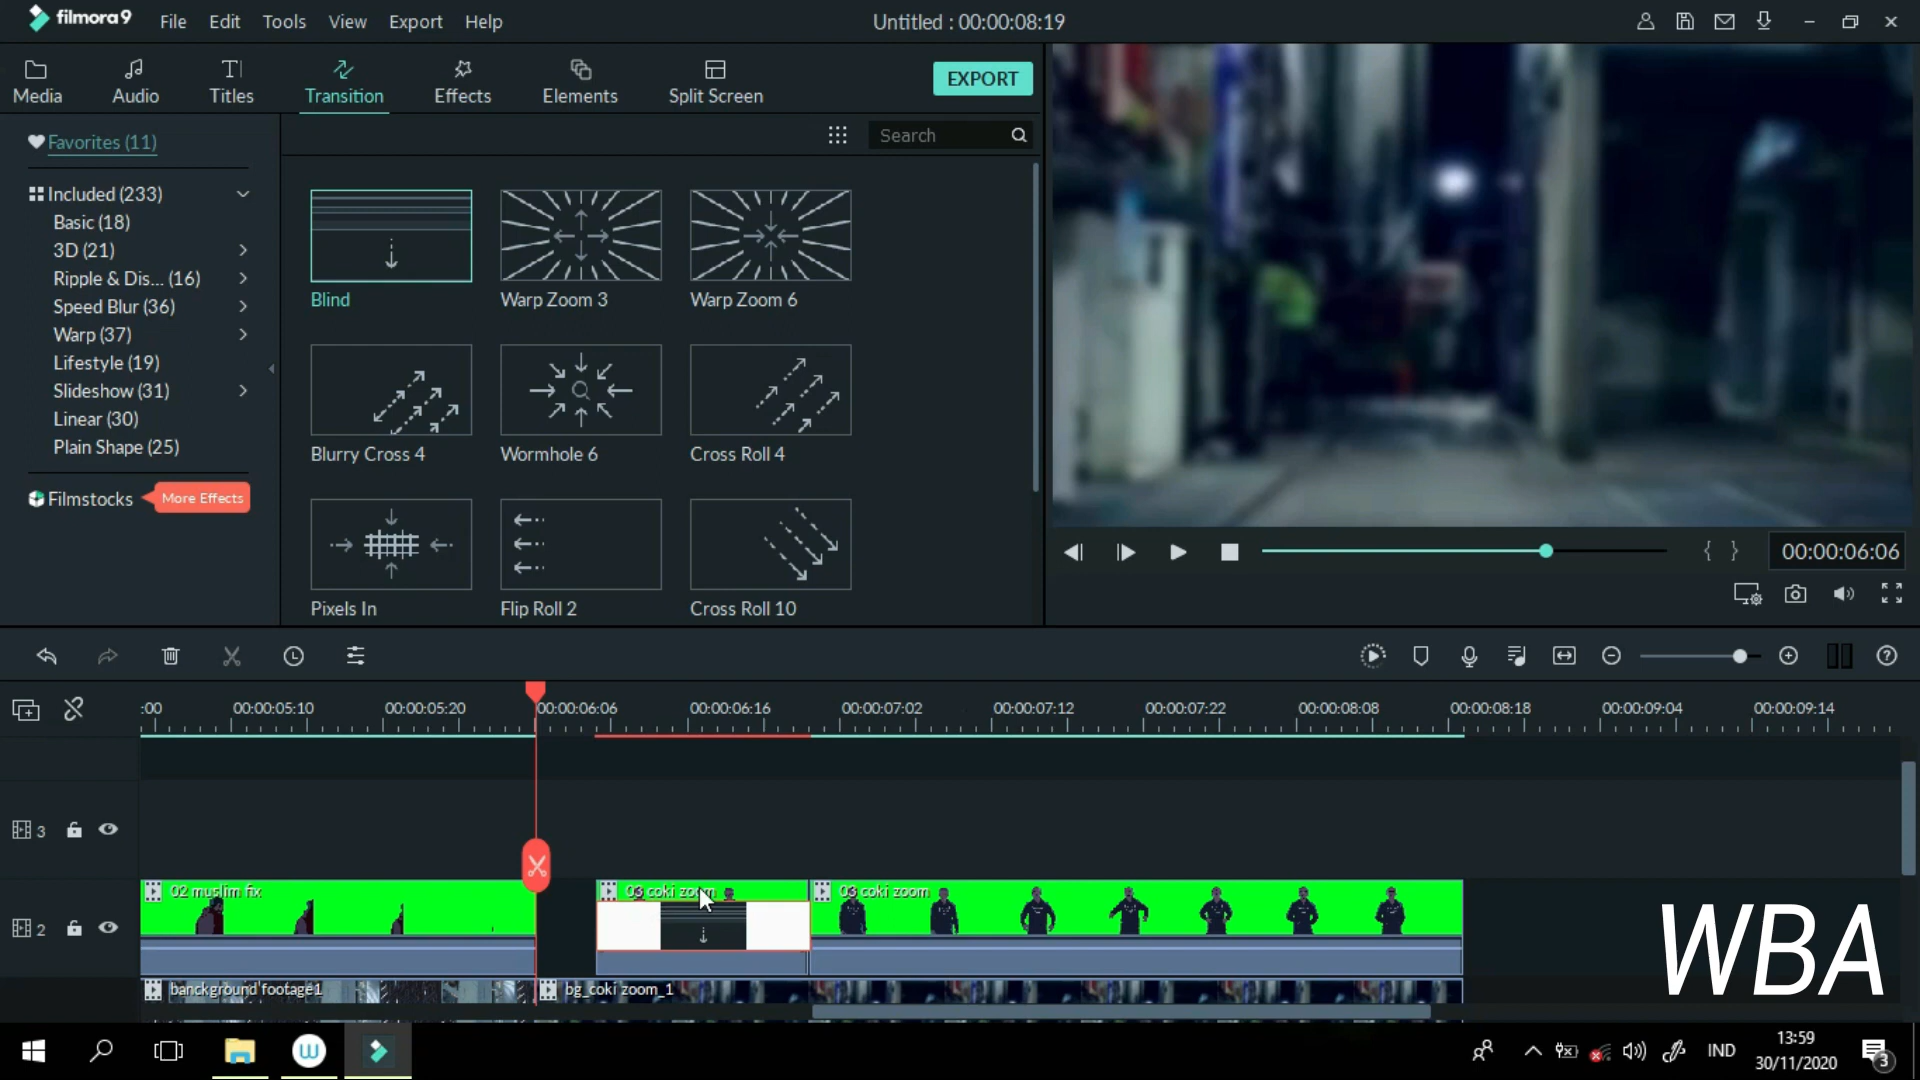 filmora9
File Edit Tools View Export Help
Untitled : 00:00:08:19
Media Audio Titles Transition Effects Elements Split Screen
EXPORT
Favorites (11)
Search
Included (233)
Basic (18)
3D (21)
Ripple & Dis... (16)
Speed Blur (36)
Warp (37)
Lifestyle (19)
Slideshow (31)
Linear (30)
Plain Shape (25)
Filmstocks More Effects
Blind Warp Zoom 3 Warp Zoom 6
Blurry Cross 4 Wormhole 6 Cross Roll 4
Pixels In Flip Roll 2 Cross Roll 10
{ } 00:00:06:06
:00 00:00:05:10 00:00:05:20 00:00:06:06 00:00:06:16 00:00:07:02 00:00:07:12 00:00:07:22 00:00:08:08 00:00:08:18 00:00:09:04 00:00:09:14
3
02 muslim fix 03 coki zoom 03 coki zoom
2
banckground footage1 bg_coki zoom_1
WBA
IND
13:59
30/11/2020
3